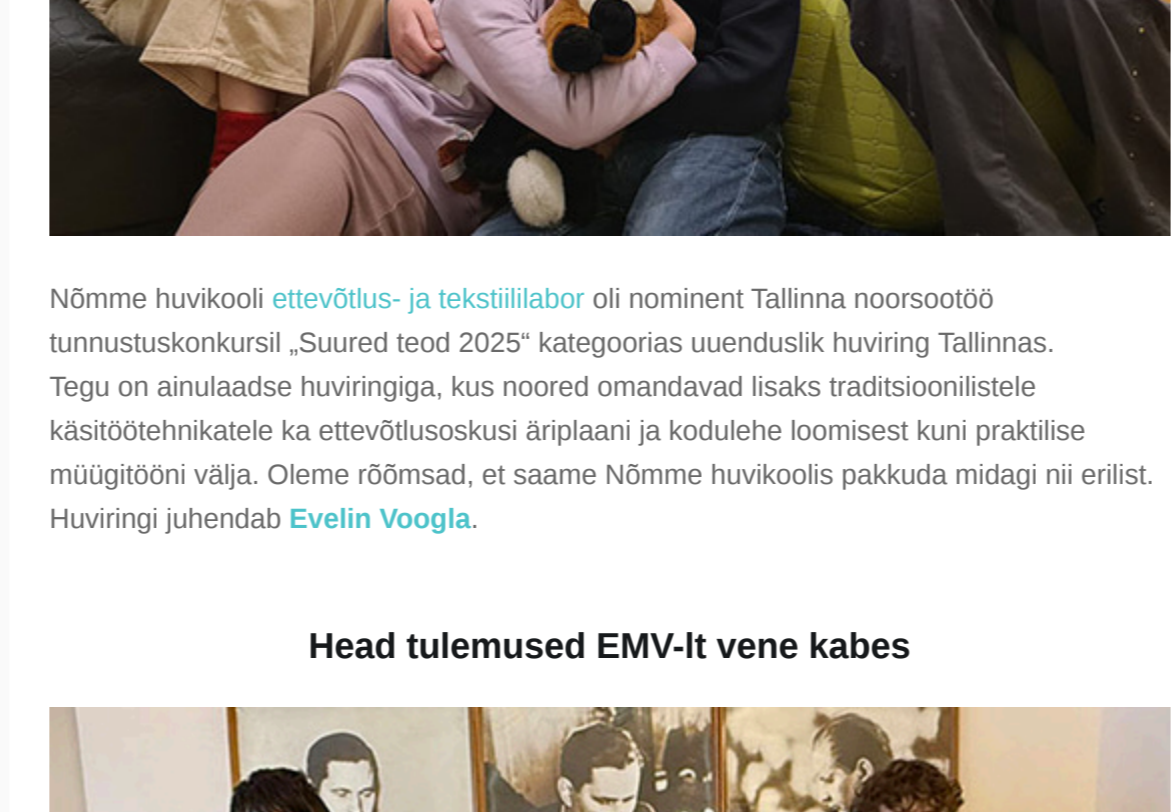 Nõmme huvikooli ettevõtlus- ja tekstiililabor oli nominent Tallinna noorsootöö
tunnustuskonkursil „Suured teod 2025“ kategoorias uuenduslik huviring Tallinnas.
Tegu on ainulaadse huviringiga, kus noored omandavad lisaks traditsioonilistele
käsitöötehnikatele ka ettevõtlusoskusi äriplaani ja kodulehe loomisest kuni praktilise
müügitööni välja. Oleme rõõmsad, et saame Nõmme huvikoolis pakkuda midagi nii erilist.
Huviringi juhendab Evelin Voogla.
Head tulemused EMV-lt vene kabes